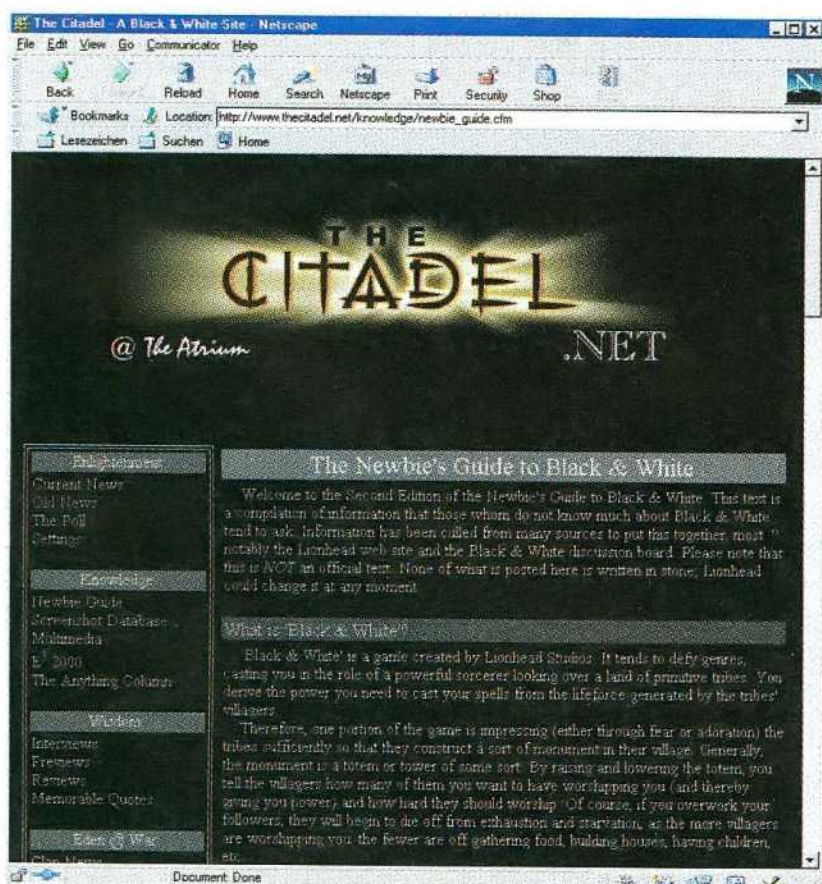 The Citadel - A Black & White Site - Netscape
File Edit View Go Communicator Help
Back Reload Home Search Netscape Print Security Shop
Bookmarks Location: http://www.thecitadel.net/knowledge/newbie_guide.cfm
Lesezeichen Suchen Home
THE
CITADEL
@ The Atrium .NET
Enlightenment
Current News
Old News
The Poll
Settings
Knowledge
Newbie Guide
Screenshot Database
Multimedia
E3 2000
The Anything Column
Wisdom
Interviews
Previews
Reviews
Memorable Quotes
Eden @ War
Clan News
The Newbie's Guide to Black & White
Welcome to the Second Edition of the Newbie's Guide to Black & White. This text is
a compilation of information that those whom do not know much about Black & White
tend to ask. Information has been culled from many sources to put this together, most
notably the Lionhead web site and the Black & White discussion board. Please note that
this is NOT an official text. None of what is posted here is written in stone; Lionhead
could change it at any moment.
What is 'Black & White'?
'Black & White' is a game created by Lionhead Studios. It tends to defy genres,
casting you in the role of a powerful sorcerer looking over a land of primitive tribes. You
derive the power you need to cast your spells from the lifeforce generated by the tribes'
villagers.
Therefore, one portion of the game is impressing (either through fear or adoration) the
tribes sufficiently so that they construct a sort of monument in their village. Generally,
the monument is a totem or tower of some sort. By raising and lowering the totem, you
tell the villagers how many of them you want to have worshipping you (and thereby
giving you power) and how hard they should worship. Of course, if you overwork your
followers, they will begin to die off from exhaustion and starvation, as the more villagers
are worshipping you the fewer are off gathering food, building houses, having children,
etc.
Document: Done